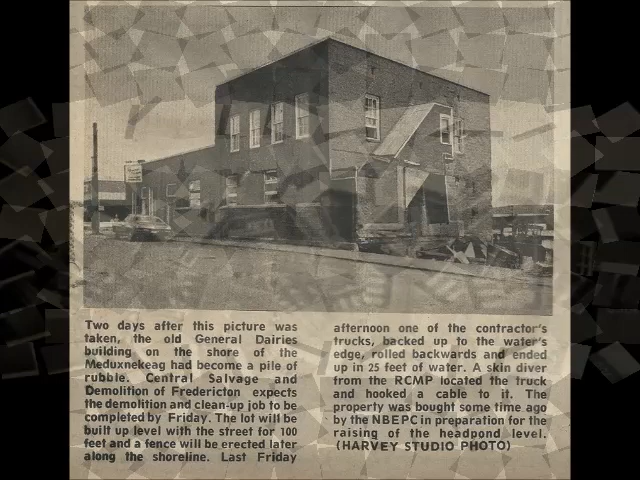 Two days after this picture was
taken, the old General Dairies
building on the shore of the
Meduxnekeag had become a pile of
rubble. Central Salvage and
Demolition of Fredericton expects
the demolition and clean-up job to be
completed by Friday. The lot will be
built up level with the street for 100
feet and a fence will be erected later
along the shoreline. Last Friday
afternoon one of the contractor's
trucks, backed up to the water's
edge, rolled backwards and ended
up in 25 feet of water. A skin diver
from the RCMP located the truck
and hooked a cable to it. The
property was bought some time ago
by the NBEPC in preparation for the
raising of the headpond level.
(HARVEY STUDIO PHOTO)